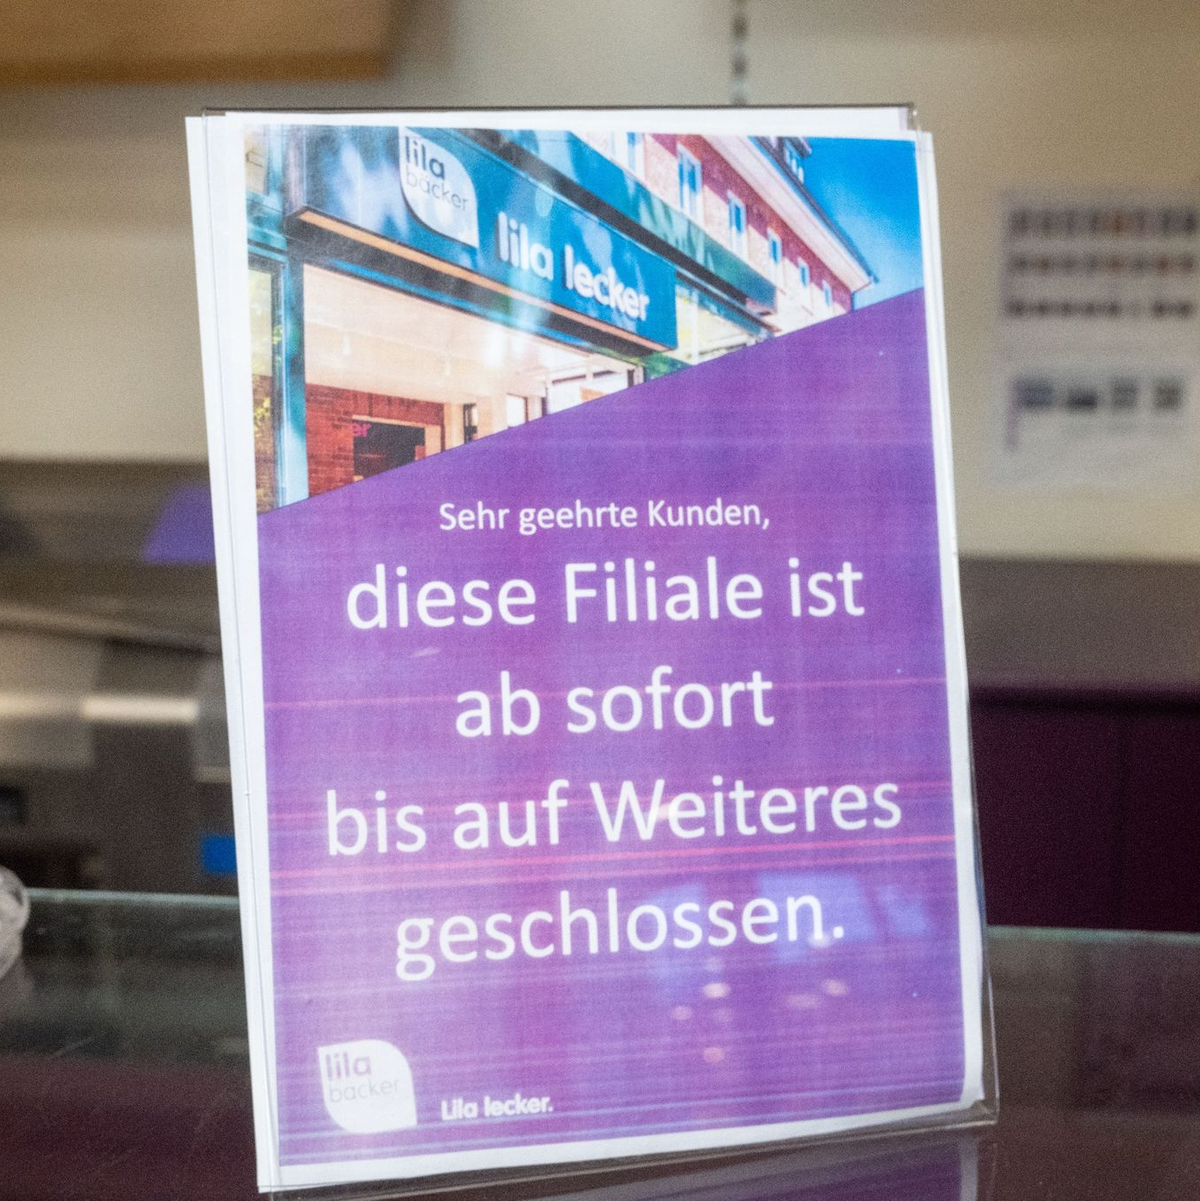 lila
bäcker
lila lecker
Sehr geehrte Kunden,
diese Filiale ist
ab sofort
bis auf Weiteres
geschlossen.
lila
bäcker
Lila lecker.